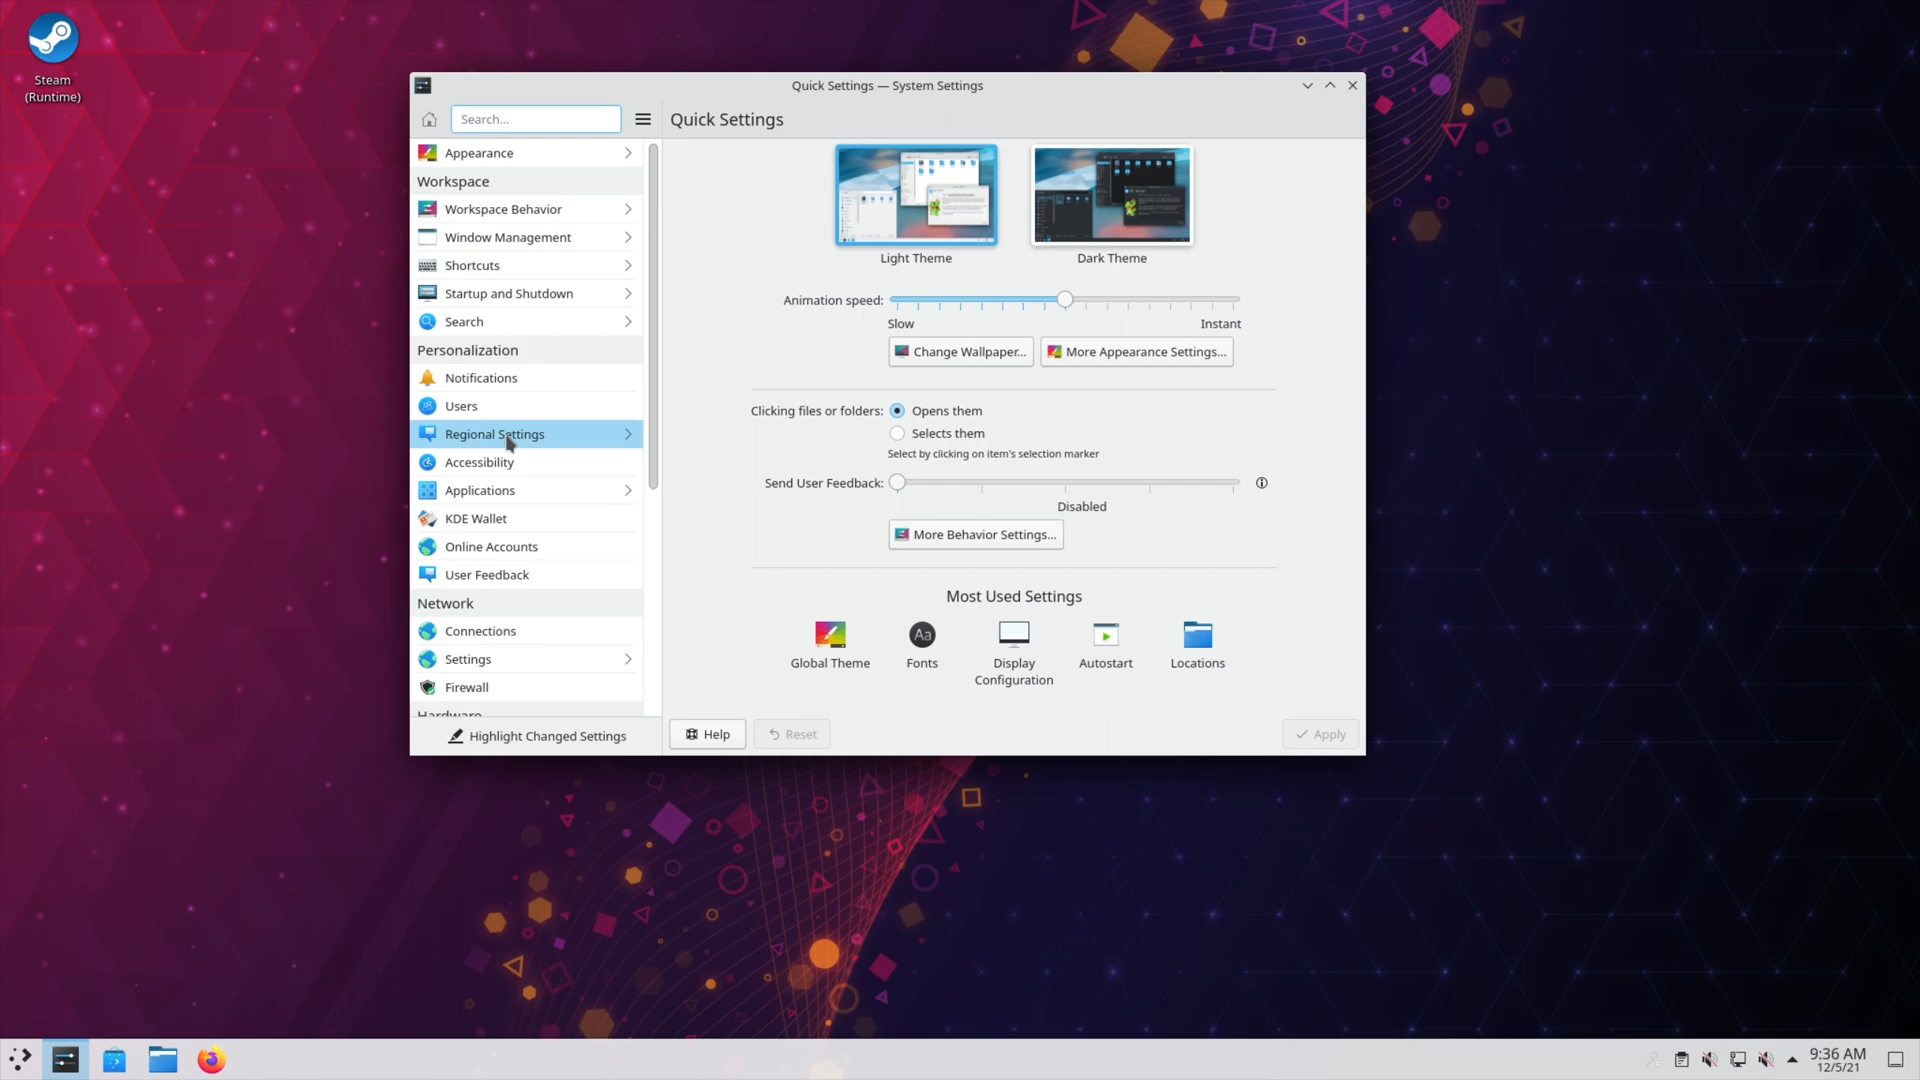 Steam
(Runtime)
Quick Settings — System Settings
Search...
Quick Settings
Appearance
Workspace
Workspace Behavior
Window Management
Shortcuts
Startup and Shutdown
Search
Personalization
Notifications
Users
Regional Settings
Accessibility
Applications
KDE Wallet
Online Accounts
User Feedback
Network
Connections
Settings
Firewall
Hardware
Highlight Changed Settings
Light Theme
Dark Theme
Animation speed:
Slow
Instant
Change Wallpaper...
More Appearance Settings...
Clicking files or folders:
Opens them
Selects them
Select by clicking on item's selection marker
Send User Feedback:
Disabled
More Behavior Settings...
Most Used Settings
Global Theme
Aa
Fonts
Display
Configuration
Autostart
Locations
Help
Reset
Apply
9:36 AM
12/5/21